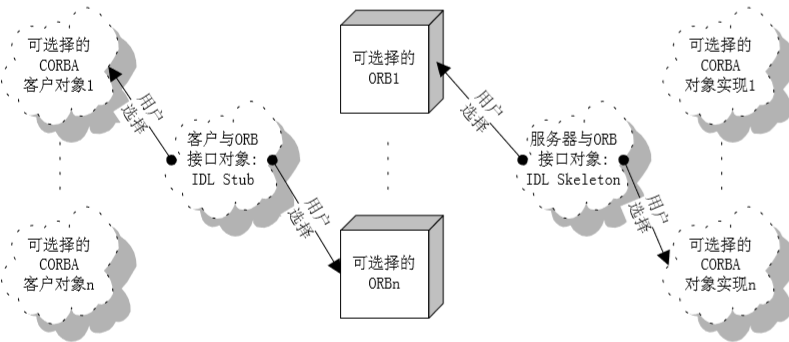 可选择的
CORBA
客户对象1
可选择的
ORB1
可选择的
CORBA
对象实现1
用户
选择
用户
选择
客户与ORB
接口对象:
IDL Stub
服务器与ORB
接口对象:
IDL Skeleton
用户
选择
用户
选择
可选择的
CORBA
客户对象n
可选择的
ORBn
可选择的
CORBA
对象实现n